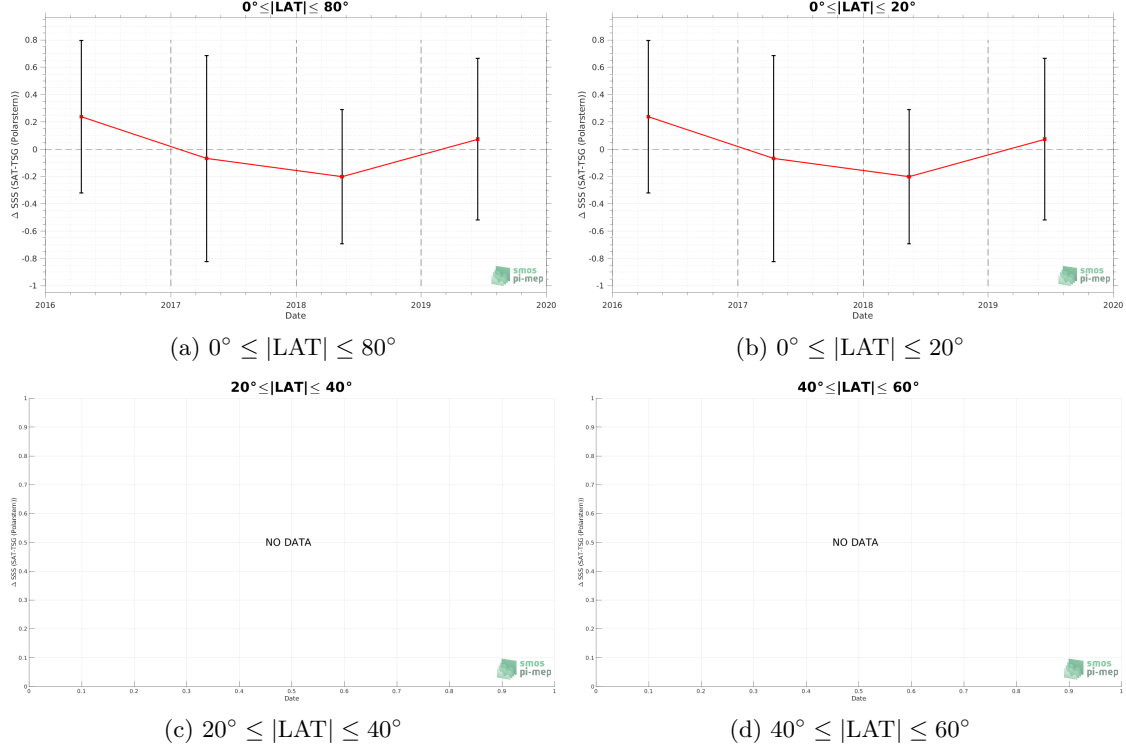 0°≤|LAT|≤ 80°
Δ SSS (SAT-TSG (Polarstern))
0.8
0.6
0.4
0.2
0
-0.2
-0.4
-0.6
-0.8
-1
2016 2017 2018 2019 2020
Date
smos
pi-mep
(a) 0° ≤ |LAT| ≤ 80°
0°≤|LAT|≤ 20°
Δ SSS (SAT-TSG (Polarstern))
0.8
0.6
0.4
0.2
0
-0.2
-0.4
-0.6
-0.8
-1
2016 2017 2018 2019 2020
Date
smos
pi-mep
(b) 0° ≤ |LAT| ≤ 20°
20°≤|LAT|≤ 40°
Δ SSS (SAT-TSG (Polarstern))
1
0.9
0.8
0.7
0.6
0.5
0.4
0.3
0.2
0.1
0
NO DATA
0 0.1 0.2 0.3 0.4 0.5 0.6 0.7 0.8 0.9 1
Date
smos
pi-mep
(c) 20° ≤ |LAT| ≤ 40°
40°≤|LAT|≤ 60°
Δ SSS (SAT-TSG (Polarstern))
1
0.9
0.8
0.7
0.6
0.5
0.4
0.3
0.2
0.1
0
NO DATA
0 0.1 0.2 0.3 0.4 0.5 0.6 0.7 0.8 0.9 1
Date
smos
pi-mep
(d) 40° ≤ |LAT| ≤ 60°